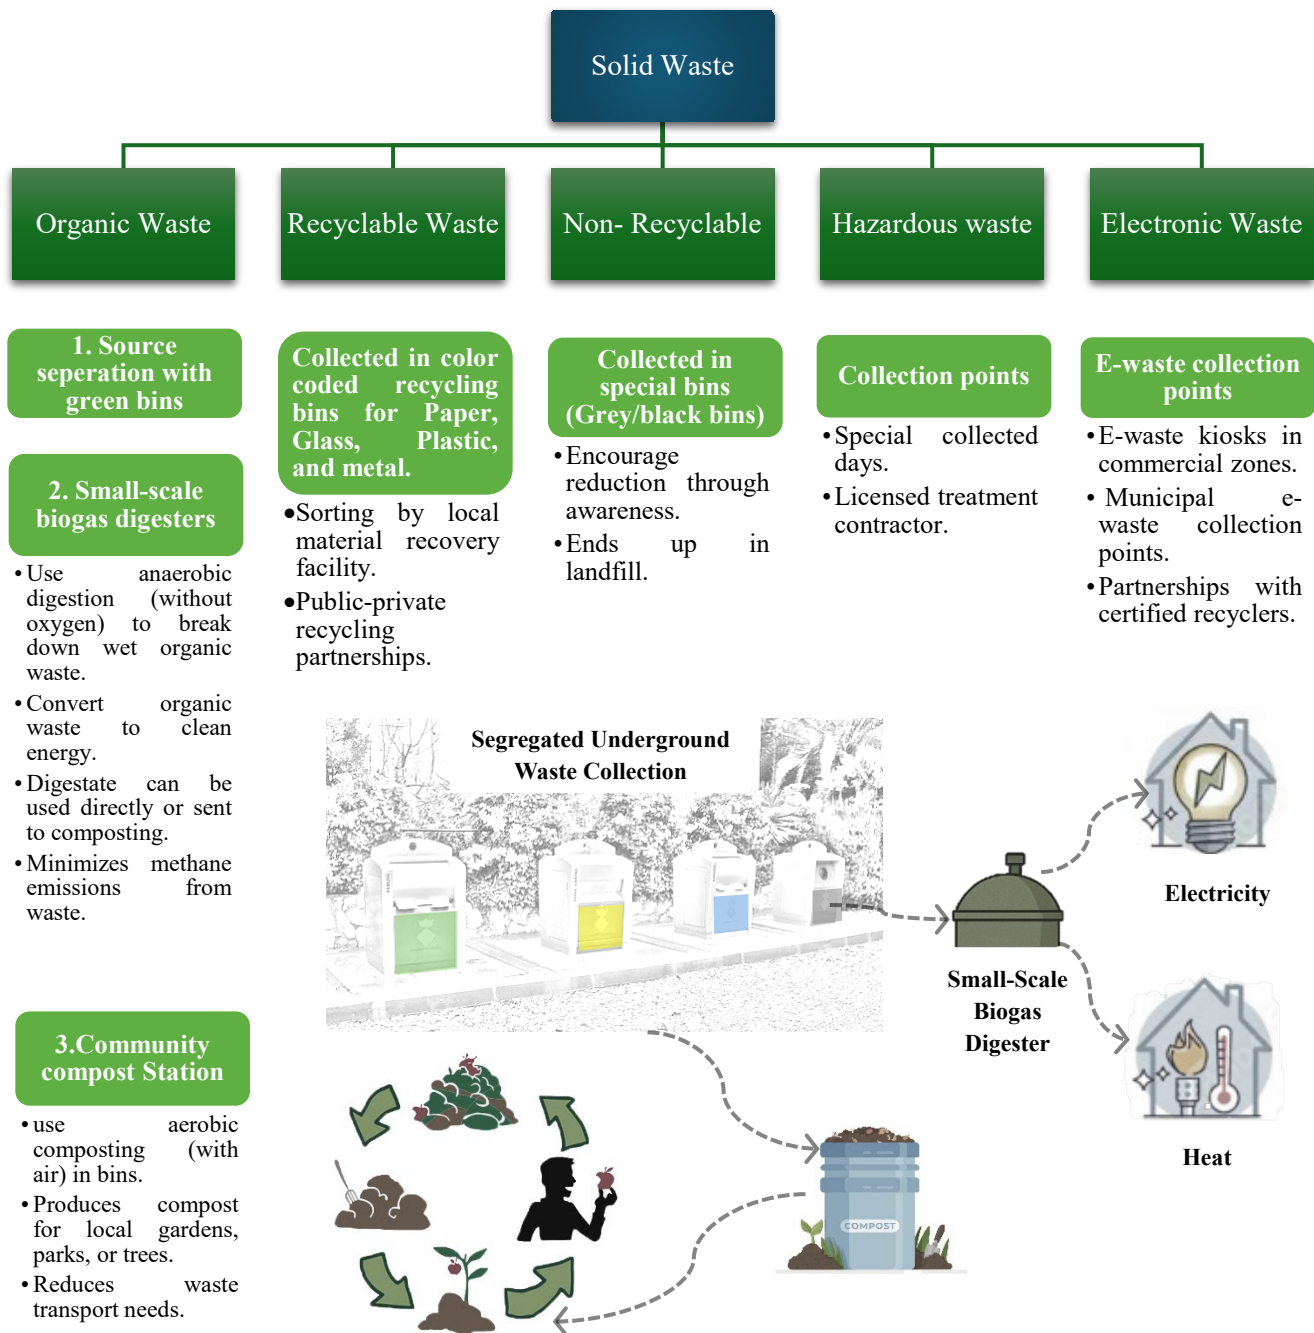 Solid Waste
Organic Waste
Recyclable Waste
Non- Recyclable
Hazardous waste
Electronic Waste
1. Source
seperation with
green bins
2. Small-scale
biogas digesters
• Use anaerobic
digestion (without
oxygen) to break
down wet organic
waste.
• Convert organic
waste to clean
energy.
• Digestate can be
used directly or sent
to composting.
• Minimizes methane
emissions from
waste.
3.Community
compost Station
• use aerobic
composting (with
air) in bins.
• Produces compost
for local gardens,
parks, or trees.
• Reduces waste
transport needs.
Collected in color
coded recycling
bins for Paper,
Glass, Plastic,
and metal.
•Sorting by local
material recovery
facility.
•Public-private
recycling
partnerships.
Collected in
special bins
(Grey/black bins)
• Encourage
reduction through
awareness.
• Ends up in
landfill.
Collection points
• Special collected
days.
• Licensed treatment
contractor.
E-waste collection
points
• E-waste kiosks in
commercial zones.
• Municipal e-
waste collection
points.
• Partnerships with
certified recyclers.
Segregated Underground
Waste Collection
Small-Scale
Biogas
Digester
Electricity
Heat
COMPOST